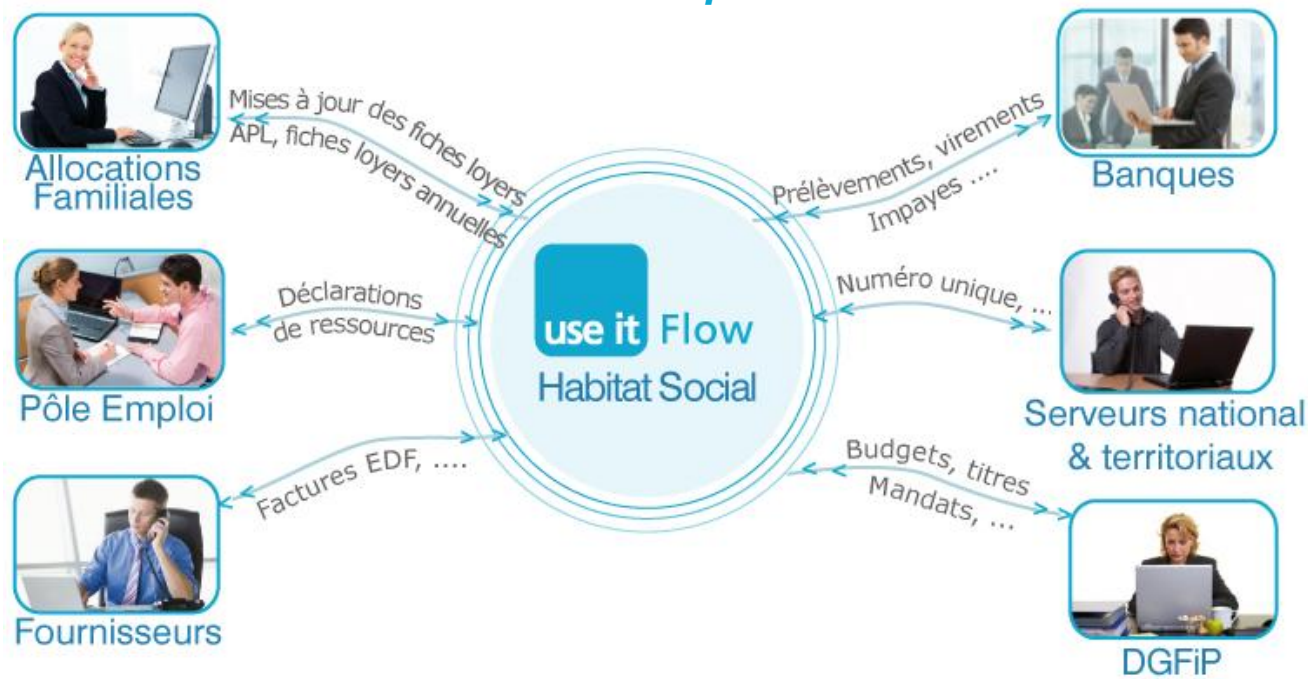 Mises à jour des fiches loyers
APL, fiches loyers annuelles
Allocations
Familiales
Déclarations
de ressources
Pôle Emploi
Factures EDF, ....
Fournisseurs
use it Flow
Habitat Social
Prélèvements, virements
Impayes ....
Banques
Numéro unique, ...
Serveurs national
& territoriaux
Budgets, titres
Mandats, ...
DGFiP